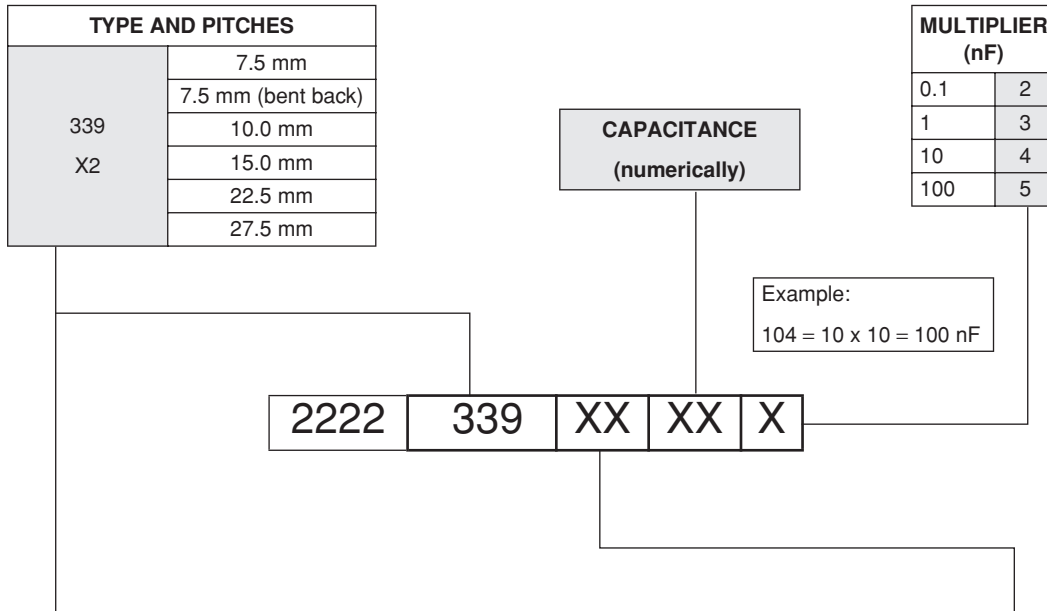 TYPE AND PITCHES
339
X2
7.5 mm
7.5 mm (bent back)
10.0 mm
15.0 mm
22.5 mm
27.5 mm
CAPACITANCE
(numerically)
MULTIPLIER
(nF)
0.1 2
1 3
10 4
100 5
Example:
104 = 10 x 10 = 100 nF
2222 339 XX XX X